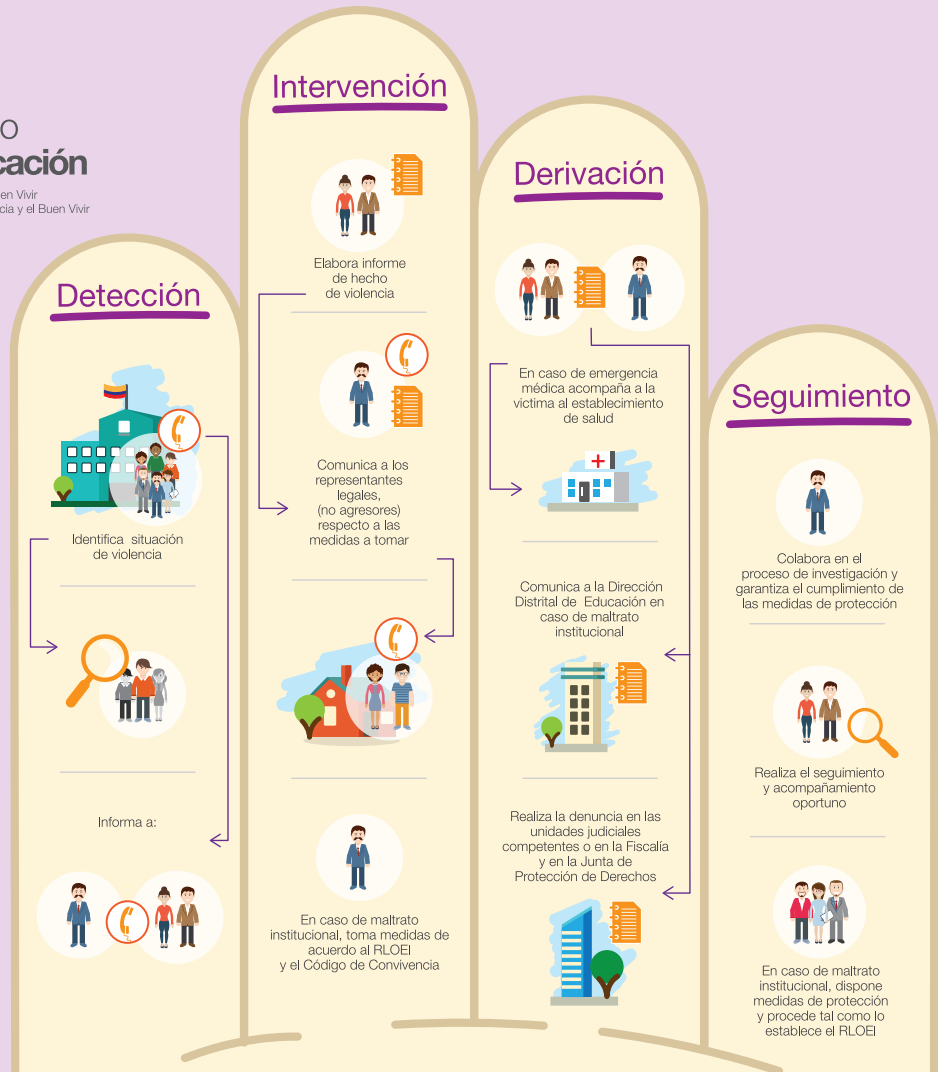 O
cación
en Vivir
cia y el Buen Vivir
Detección
Identifica situación
de violencia
Informa a:
Intervención
Elabora informe
de hecho
de violencia
Comunica a los
representantes
legales,
(no agresores)
respecto a las
medidas a tomar
En caso de maltrato
institucional, toma medidas de
acuerdo al RLOEI
y el Código de Convivencia
Derivación
En caso de emergencia
médica acompaña a la
victima al establecimiento
de salud
Comunica a la Dirección
Distrital de Educación en
caso de maltrato
institucional
Realiza la denuncia en las
unidades judiciales
competentes o en la Fiscalía
y en la Junta de
Protección de Derechos
Seguimiento
Colabora en el
proceso de investigación y
garantiza el cumplimiento de
las medidas de protección
Realiza el seguimiento
y acompañamiento
oportuno
En caso de maltrato
institucional, dispone
medidas de protección
y procede tal como lo
establece el RLOEI